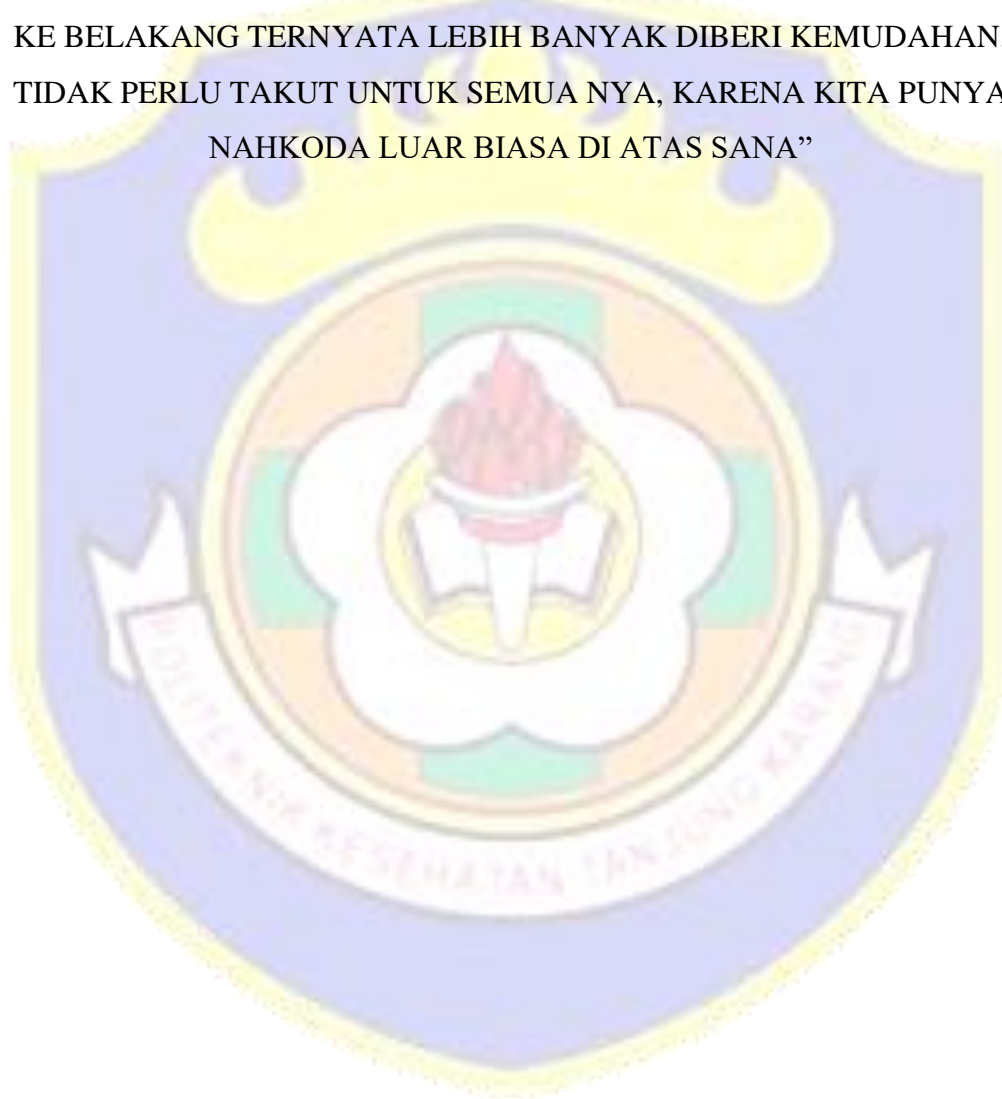 KE BELAKANG TERNYATA LEBIH BANYAK DIBERI KEMUDAHAN.
TIDAK PERLU TAKUT UNTUK SEMUA NYA, KARENA KITA PUNYA
NAHKODA LUAR BIASA DI ATAS SANA”
POLITEKNIK KESEHATAN TANJUNG KARANG